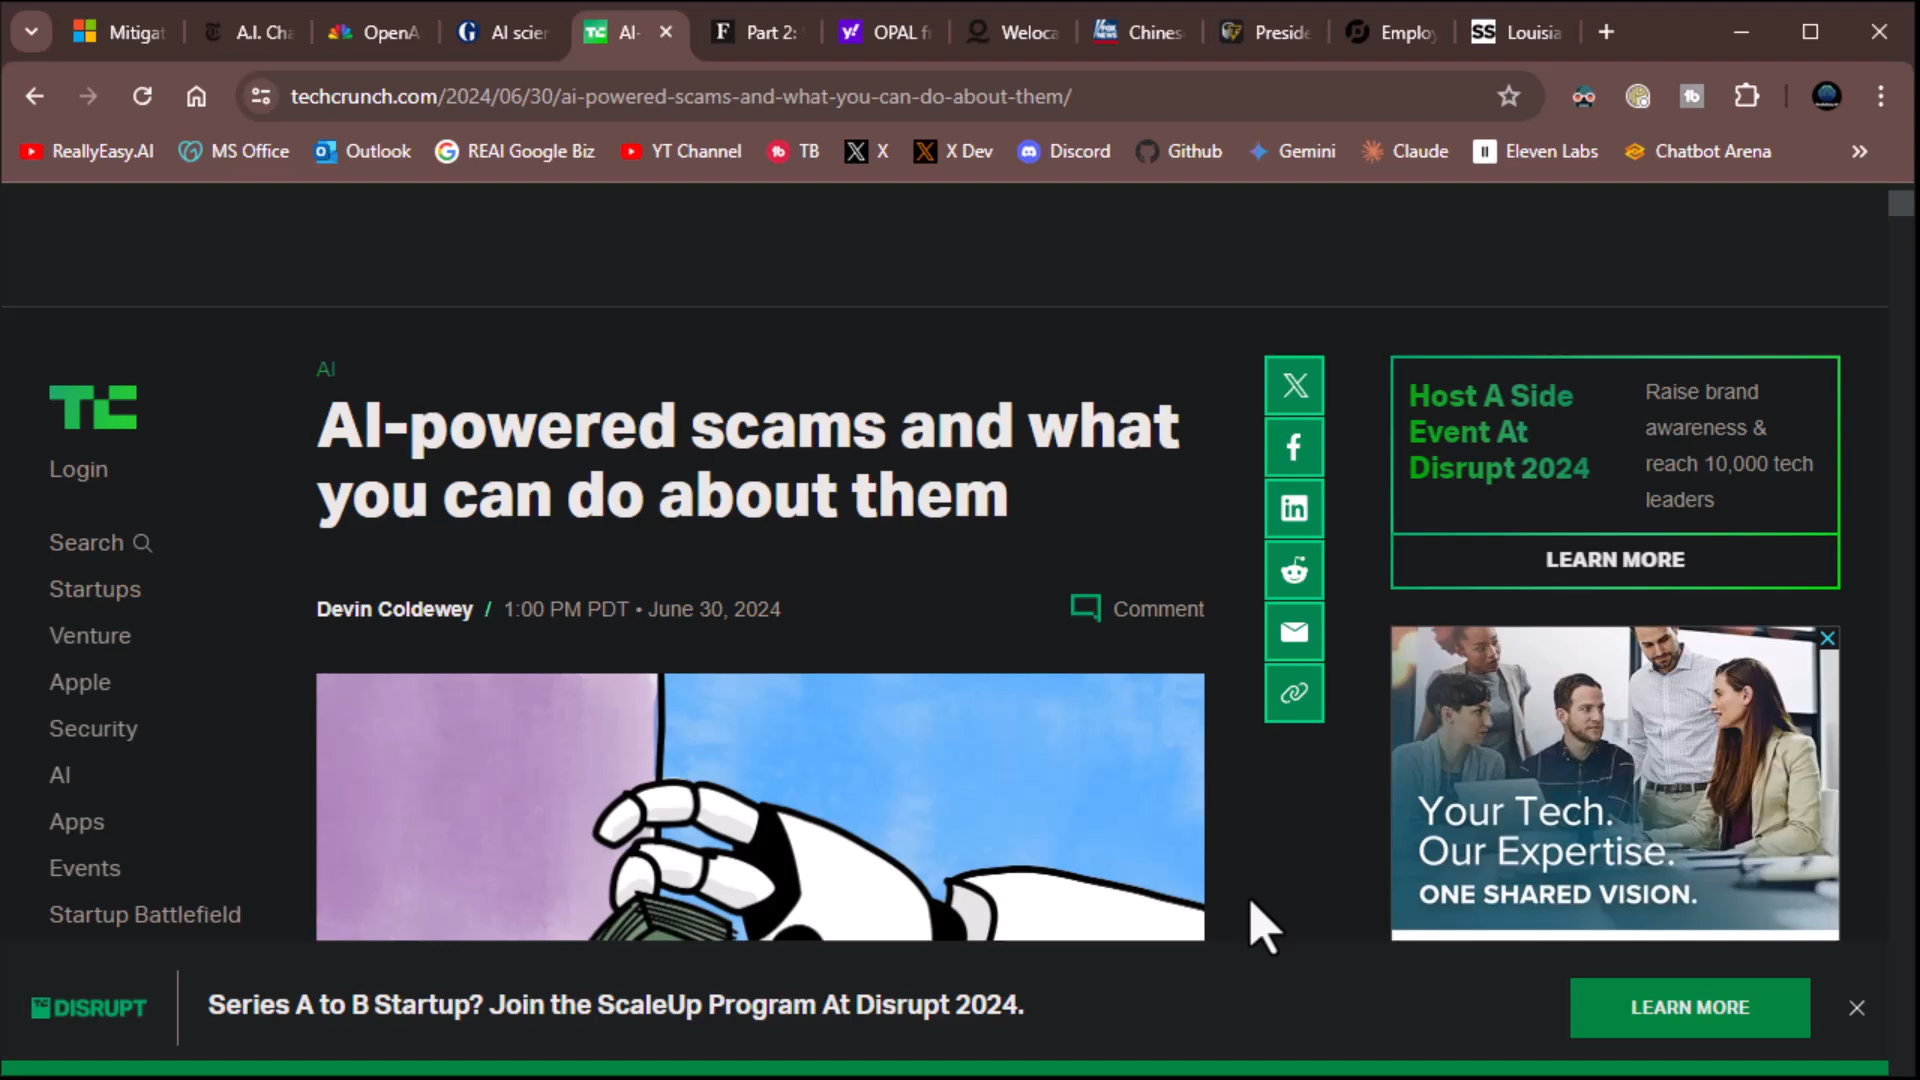 Mitigat
A.I. Cha
OpenA
AI scier
AI-
Part 2:
OPAL f
Weloca
Chines
Preside
Employ
Louisia
techcrunch.com/2024/06/30/ai-powered-scams-and-what-you-can-do-about-them/
ReallyEasy.AI
MS Office
Outlook
REAI Google Biz
YT Channel
TB
X
X Dev
Discord
Github
Gemini
Claude
Eleven Labs
Chatbot Arena
TC
Login
Search
Startups
Venture
Apple
Security
AI
Apps
Events
Startup Battlefield
AI
AI-powered scams and what
you can do about them
Devin Coldewey / 1:00 PM PDT • June 30, 2024
Comment
Host A Side
Event At
Disrupt 2024
Raise brand
awareness &
reach 10,000 tech
leaders
LEARN MORE
Your Tech.
Our Expertise.
ONE SHARED VISION.
TC DISRUPT
Series A to B Startup? Join the ScaleUp Program At Disrupt 2024.
LEARN MORE